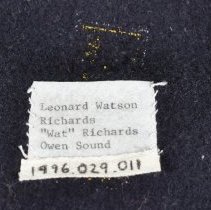 Leonard Watson
Richards
"Wat" Richards
Owen Sound
1996.029.011